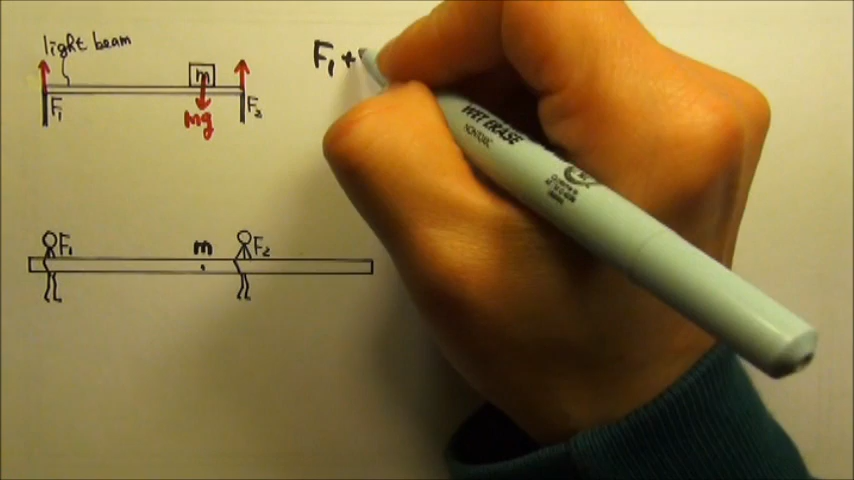 light beam
F₁ +
m
F₁
F₂
mg
WET ERASE
NONTOXIC
F₁
m
F₂